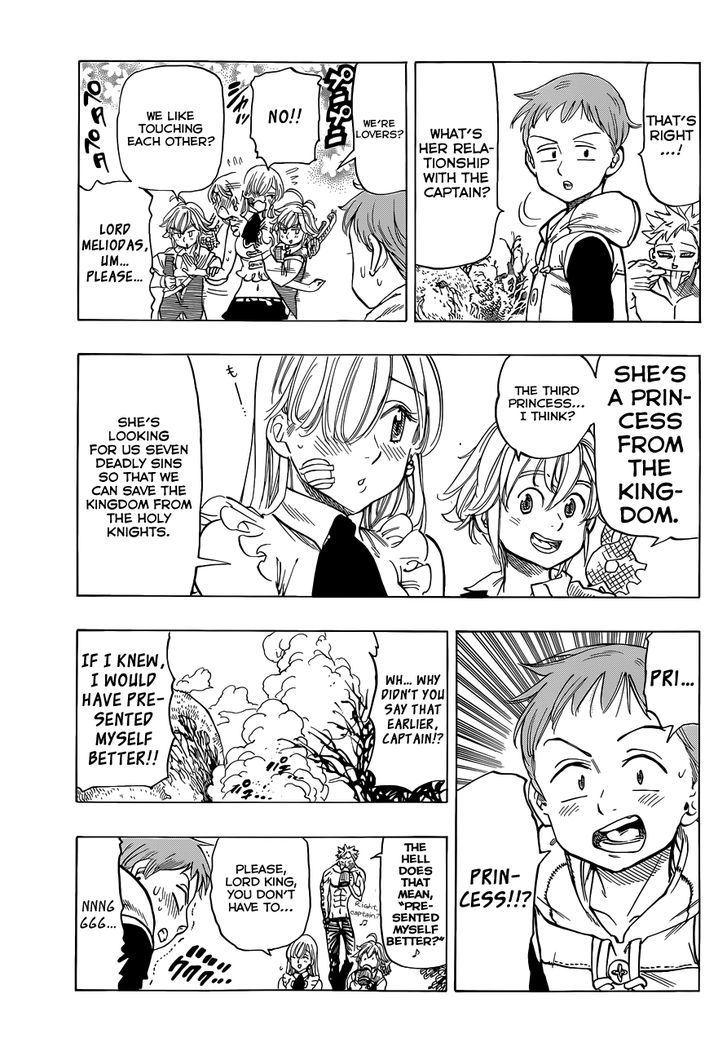 THAT'S
RIGHT
...!
WHAT'S
HER RELA-
TIONSHIP
WITH THE
CAPTAIN?
WE'RE
LOVERS?
NO!!
WE LIKE
TOUCHING
EACH OTHER?
LORD
MELIODAS,
UM...
PLEASE...
SHE'S
A PRIN-
CESS
FROM
THE
KING-
DOM.
THE THIRD
PRINCESS...
I THINK?
SHE'S
LOOKING
FOR US SEVEN
DEADLY SINS
SO THAT WE
CAN SAVE THE
KINGDOM FROM
THE HOLY
KNIGHTS.
PRI...
PRIN-
CESS!!?
WH... WHY
DIDN'T YOU
SAY THAT
EARLIER,
CAPTAIN!?
IF I KNEW,
I WOULD
HAVE PRE-
SENTED
MYSELF
BETTER!!
THE
HELL
DOES
THAT
MEAN,
"PRE-
SENTED
MYSELF
BETTER?"
♪
Right,
captain?
♫
PLEASE,
LORD KING,
YOU DON'T
HAVE TO...
NNNG
GGG...